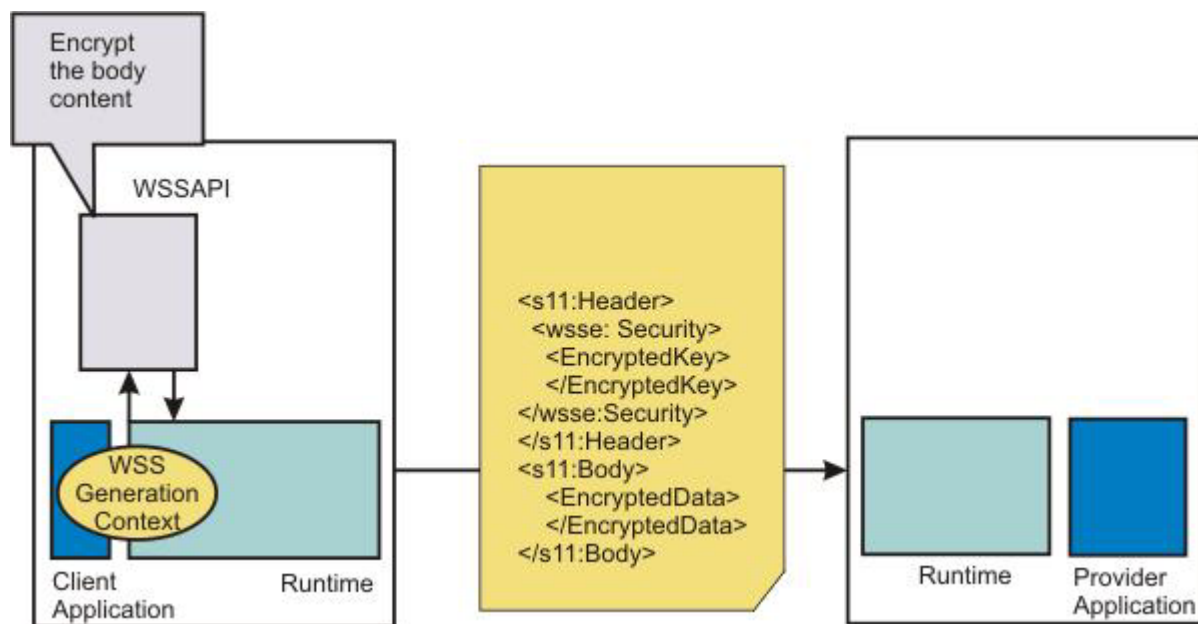 Encrypt
the body
content
WSSAPI
WSS
Generation
Context
Client
Application
Runtime
<s11:Header>
<wsse: Security>
<EncryptedKey>
</EncryptedKey>
</wsse:Security>
</s11:Header>
<s11:Body>
<EncryptedData>
</EncryptedData>
</s11:Body>
Runtime
Provider
Application